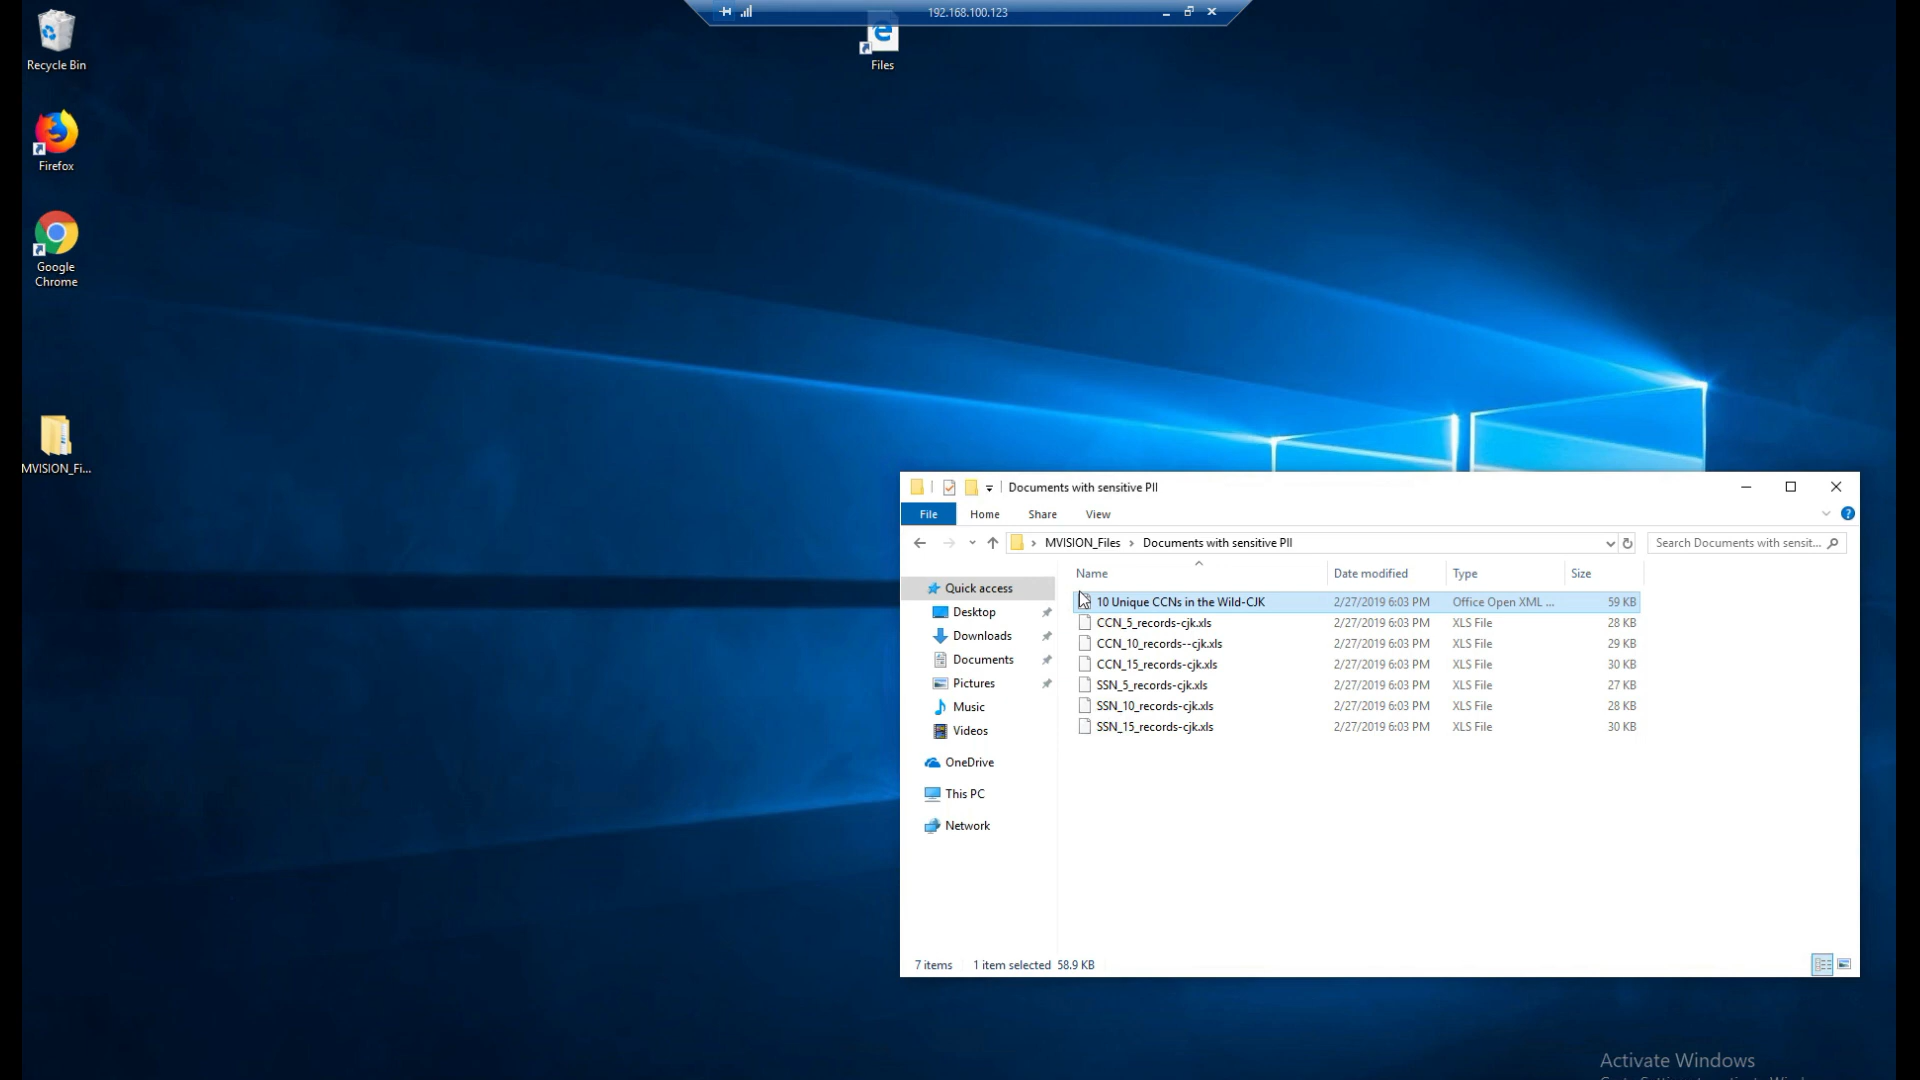 192.168.100.123
Recycle Bin
Files
Firefox
Google
Chrome
MVISION_Fi...
Documents with sensitive PII
File Home Share View
MVISION_Files > Documents with sensitive PII
Search Documents with sensit...
Name Date modified Type Size
Quick access
Desktop
Downloads
Documents
Pictures
Music
Videos
OneDrive
This PC
Network
10 Unique CCNs in the Wild-CJK 2/27/2019 6:03 PM Office Open XML ... 59 KB
CCN_5_records-cjk.xls 2/27/2019 6:03 PM XLS File 28 KB
CCN_10_records--cjk.xls 2/27/2019 6:03 PM XLS File 29 KB
CCN_15_records-cjk.xls 2/27/2019 6:03 PM XLS File 30 KB
SSN_5_records-cjk.xls 2/27/2019 6:03 PM XLS File 27 KB
SSN_10_records-cjk.xls 2/27/2019 6:03 PM XLS File 28 KB
SSN_15_records-cjk.xls 2/27/2019 6:03 PM XLS File 30 KB
7 items 1 item selected 58.9 KB
Activate Windows